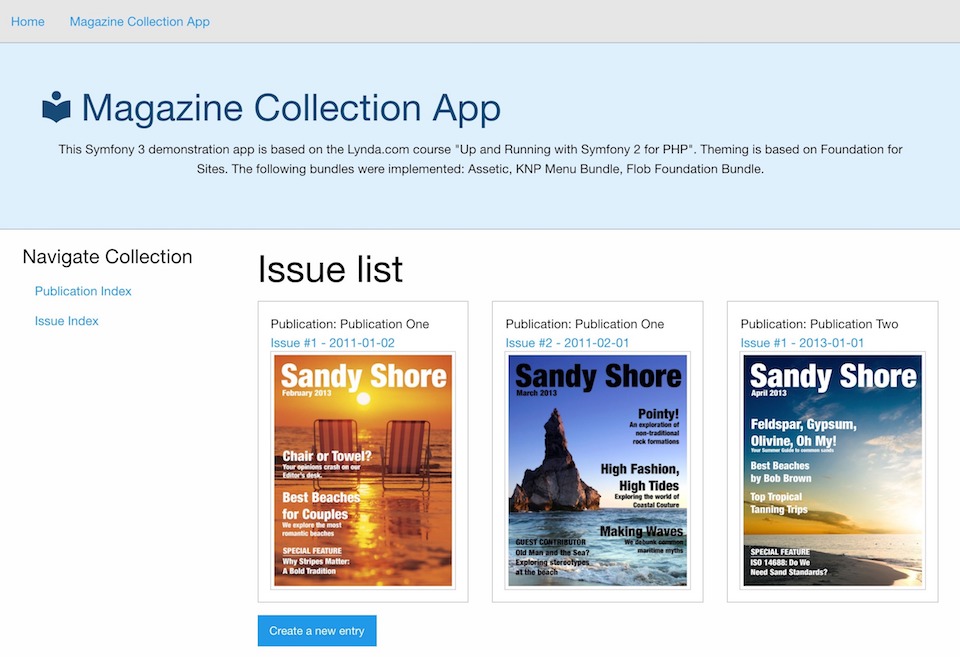 Home Magazine Collection App
Magazine Collection App
This Symfony 3 demonstration app is based on the Lynda.com course "Up and Running with Symfony 2 for PHP". Theming is based on Foundation for
Sites. The following bundles were implemented: Assetic, KNP Menu Bundle, Flob Foundation Bundle.
Navigate Collection
Publication Index
Issue Index
Issue list
Publication: Publication One
Issue #1 - 2011-01-02
Sandy Shore
February 2013
Chair or Towel?
Your opinions crash on our
Editor's desk.
Best Beaches
for Couples
We explore the most
romantic beaches
SPECIAL FEATURE
Why Stripes Matter:
A Bold Tradition
Publication: Publication One
Issue #2 - 2011-02-01
Sandy Shore
March 2013
Pointy!
An exploration of
non-traditional
rock formations
High Fashion,
High Tides
Exploring the world of
Coastal Couture
Making Waves
We debunk common
maritime myths
GUEST CONTRIBUTOR
Old Man and the Sea?
Exploring stereotypes
at the beach
Publication: Publication Two
Issue #1 - 2013-01-01
Sandy Shore
April 2013
Feldspar, Gypsum,
Olivine, Oh My!
Your Summer Guide to common sands
Best Beaches
by Bob Brown
Top Tropical
Tanning Trips
SPECIAL FEATURE
ISO 14688: Do We
Need Sand Standards?
Create a new entry